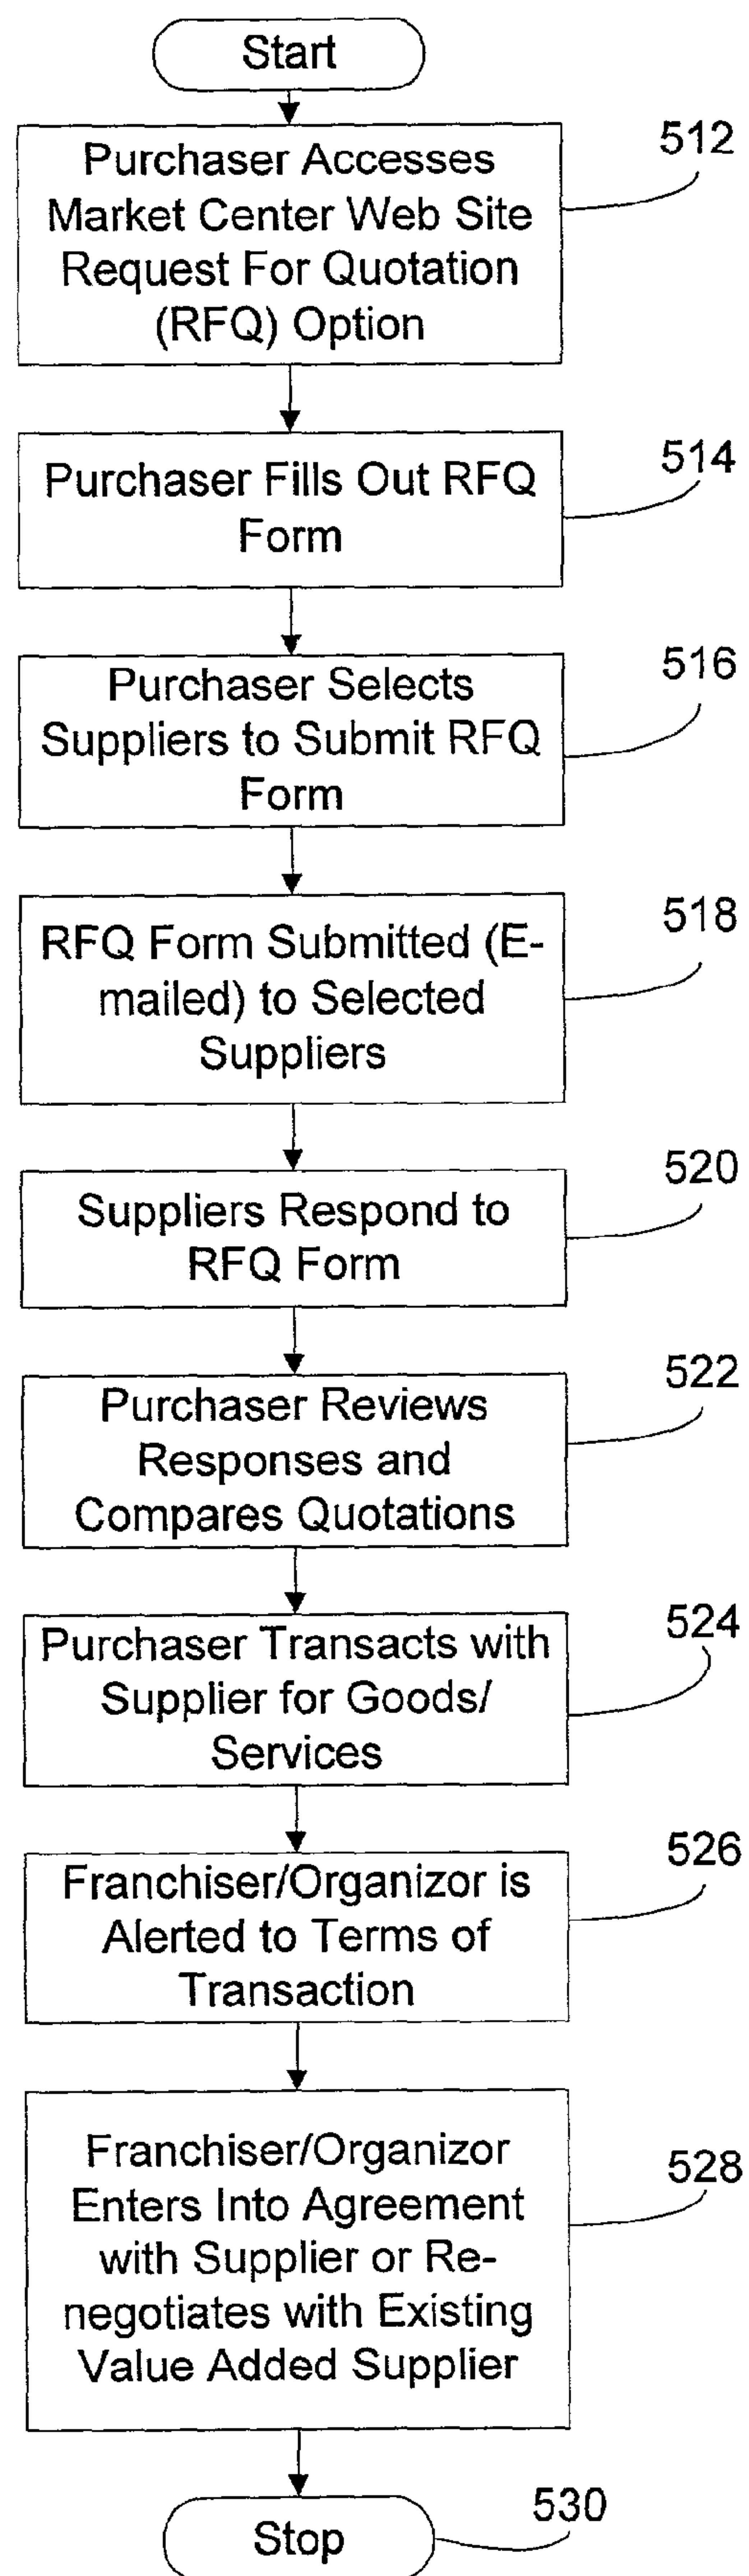 Start
512
Purchaser Accesses
Market Center Web Site
Request For Quotation
(RFQ) Option
514
Purchaser Fills Out RFQ
Form
516
Purchaser Selects
Suppliers to Submit RFQ
Form
518
RFQ Form Submitted (E-
mailed) to Selected
Suppliers
520
Suppliers Respond to
RFQ Form
522
Purchaser Reviews
Responses and
Compares Quotations
524
Purchaser Transacts with
Supplier for Goods/
Services
526
Franchiser/Organizor is
Alerted to Terms of
Transaction
528
Franchiser/Organizor
Enters Into Agreement
with Supplier or Re-
negotiates with Existing
Value Added Supplier
530
Stop